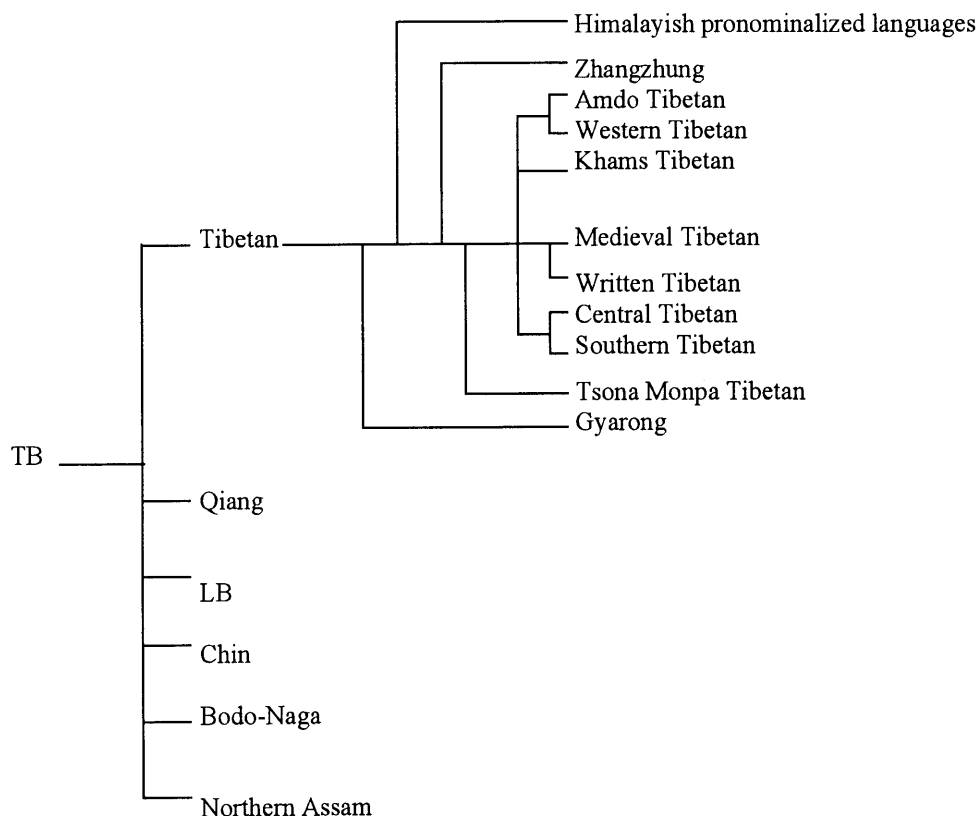 Himalayish pronominalized languages
Zhangzhung
Amdo Tibetan
Western Tibetan
Khams Tibetan
Tibetan
Medieval Tibetan
Written Tibetan
Central Tibetan
Southern Tibetan
Tsona Monpa Tibetan
Gyarong
TB
Qiang
LB
Chin
Bodo-Naga
Northern Assam